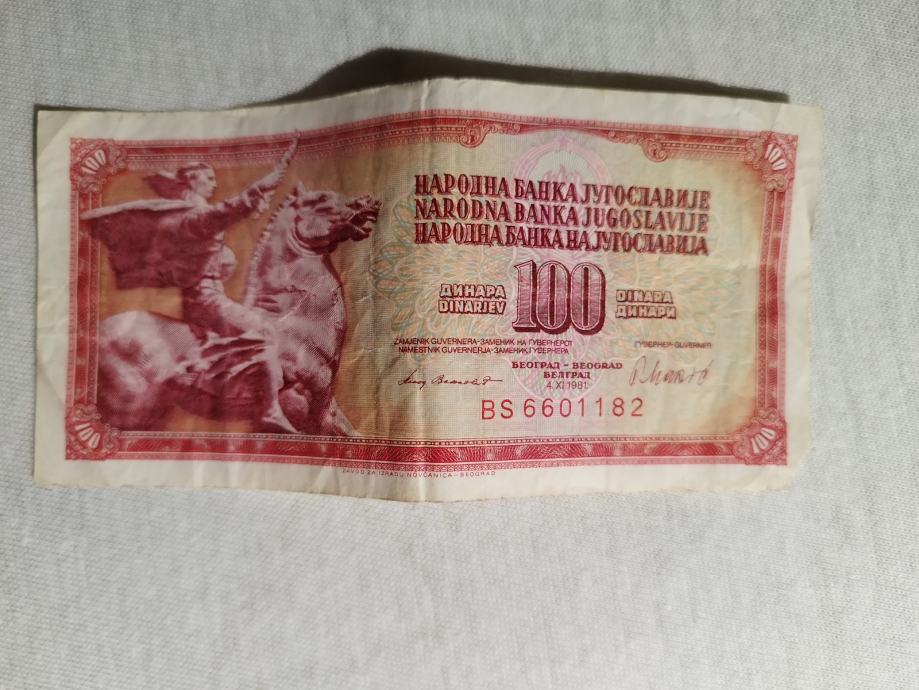 100
100
НАРОДНА БАНКА ЈУГОСЛАВИЈЕ
NARODNA BANKA JUGOSLAVIJE
НАРОДНА БАНКА НА ЈУГОСЛАВИЈА
ДИНАРА 100 DINARA
DINARJEV ДИНАРИ
ZAMJENIK GUVERNERA-ЗАМЕНИК НА ГУВЕРНЕРОТ ГУВЕРНЕР-GUVERNER
NAMESTNIK GUVERNERJA-ЗАМЕНИК ГУВЕРНЕРА
БЕОГРАД - BEOGRAD
БЕЛГРАД
4.XI 1981
BS 6601182
100
100
ZAVOD ZA IZRADU NOVČANICA - BEOGRAD